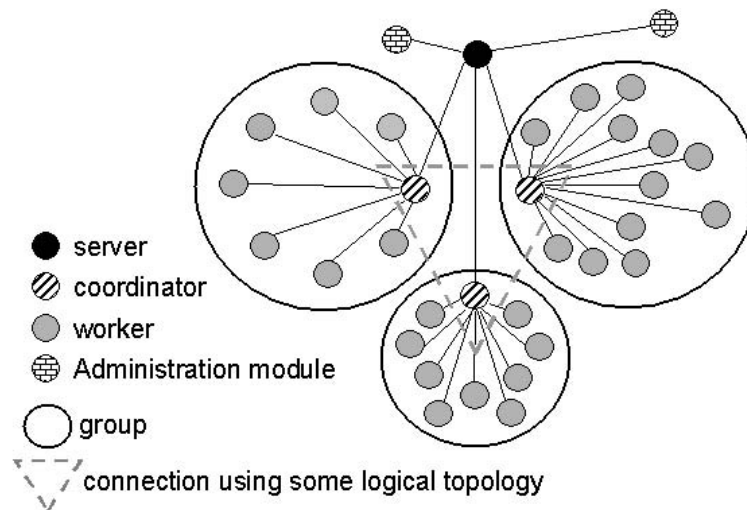 server
coordinator
worker
Administration module
group
connection using some logical topology